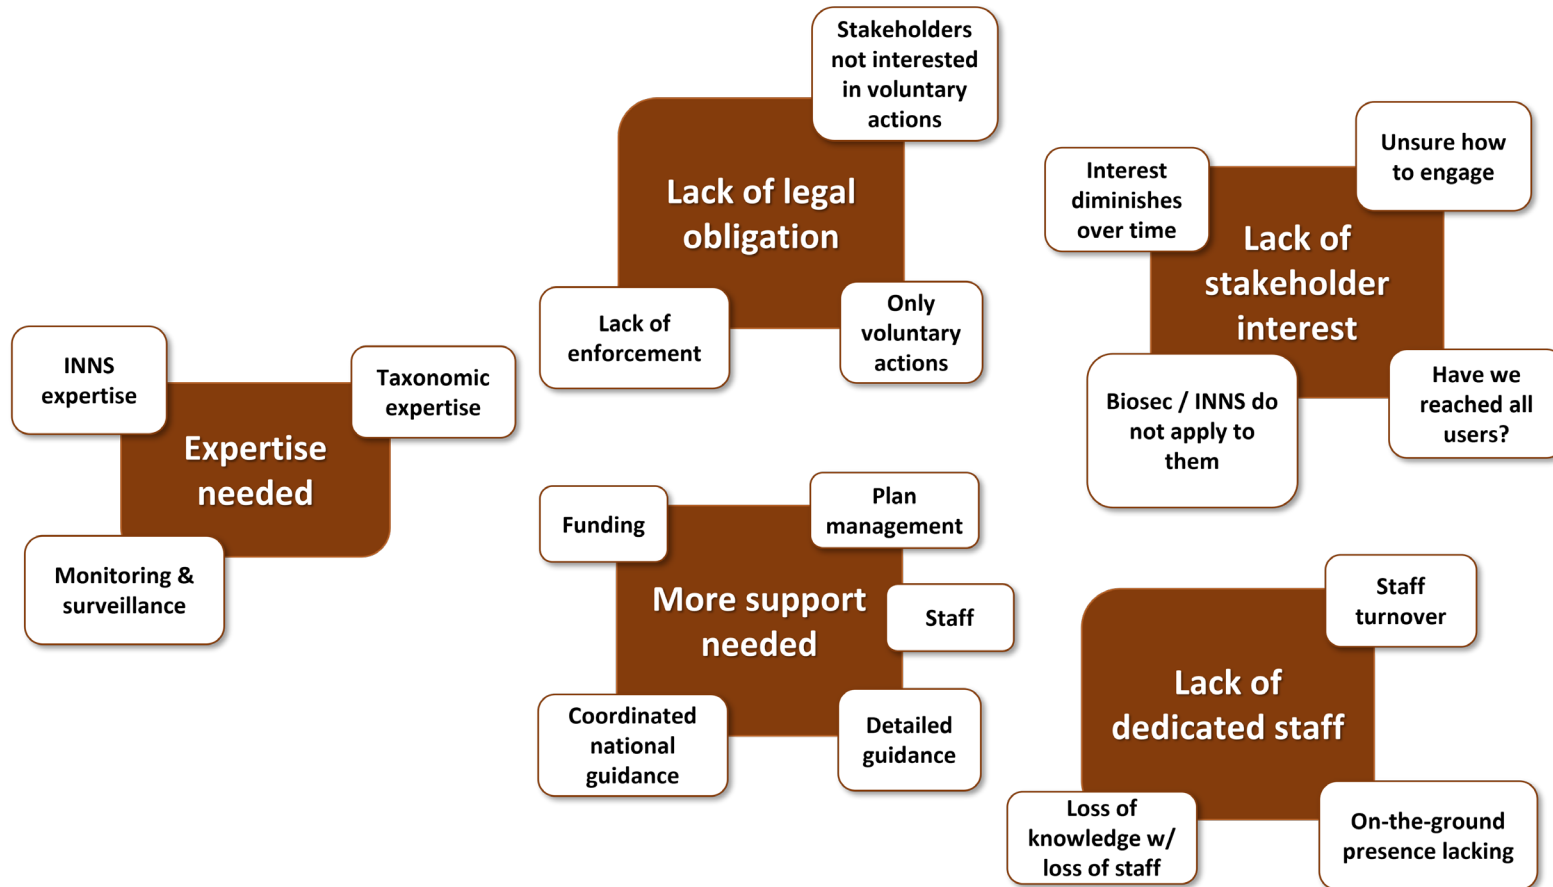 INNS
expertise
Taxonomic
expertise
Expertise
needed
Monitoring &
surveillance
Stakeholders
not interested
in voluntary
actions
Lack of legal
obligation
Lack of
enforcement
Only
voluntary
actions
Funding
Plan
management
More support
needed
Staff
Coordinated
national
guidance
Detailed
guidance
Interest
diminishes
over time
Unsure how
to engage
Lack of
stakeholder
interest
Biosec / INNS do
not apply to
them
Have we
reached all
users?
Staff
turnover
Lack of
dedicated staff
Loss of
knowledge w/
loss of staff
On-the-ground
presence lacking